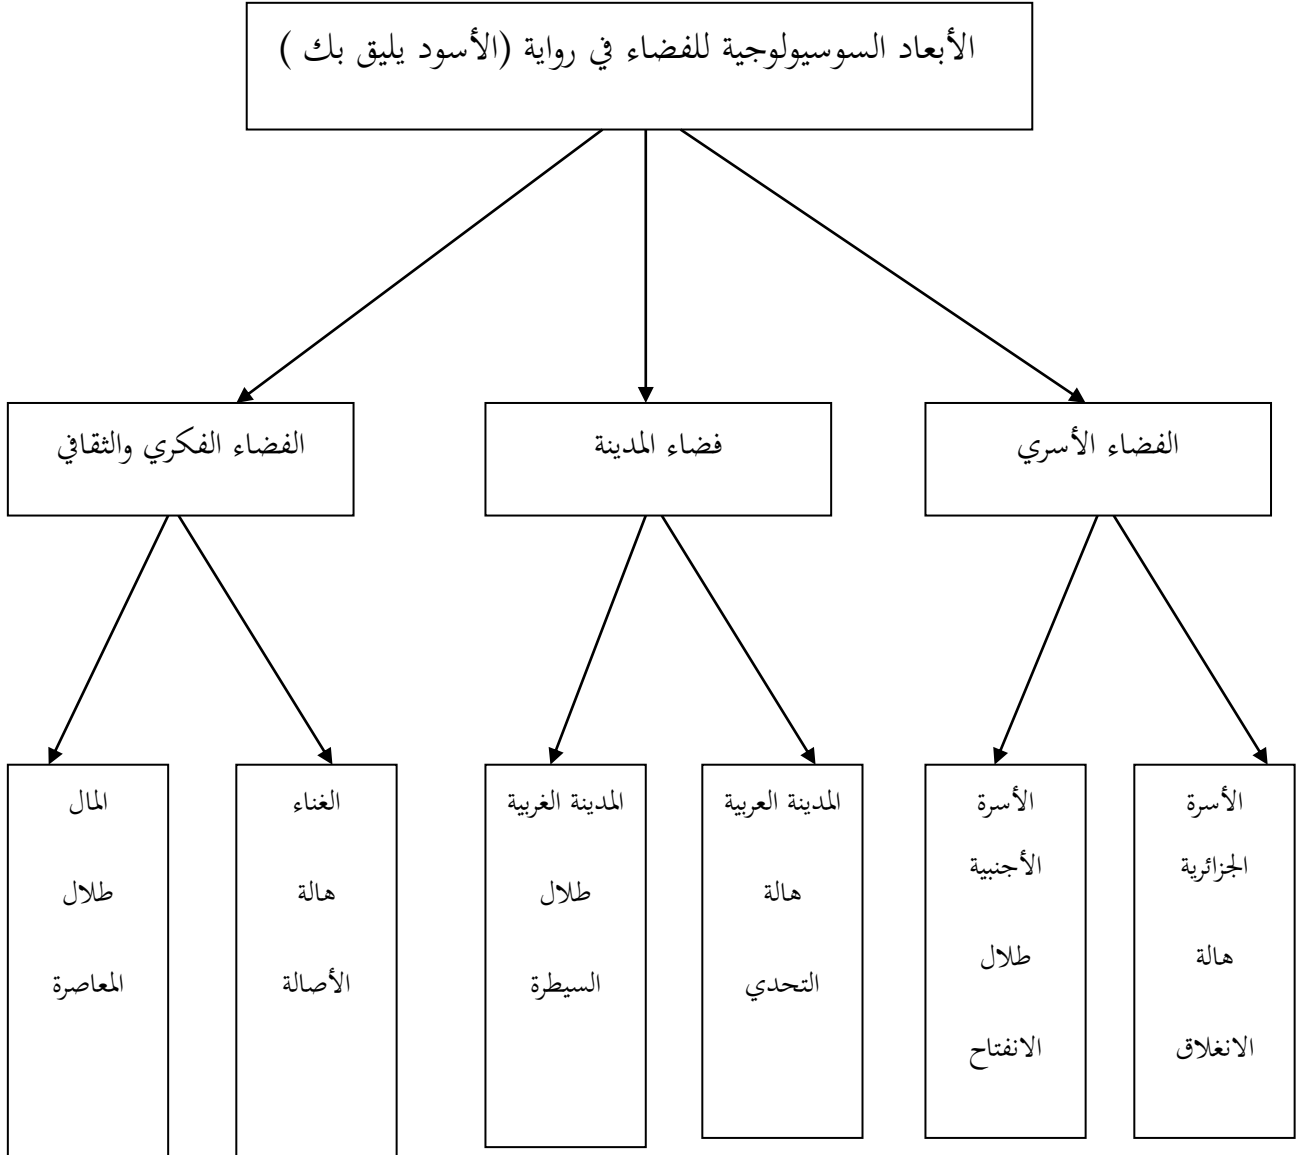 الأبعاد السوسيولوجية للفضاء في رواية (الأسود يليق بك )
الفضاء الأسري
فضاء المدينة
الفضاء الفكري والثقافي
الأسرة
الجزائرية
هالة
الانغلاق
الأسرة
الأجنبية
طلال
الانفتاح
المدينة العربية
هالة
التحدي
المدينة الغربية
طلال
السيطرة
الغناء
هالة
الأصالة
المال
طلال
المعاصرة